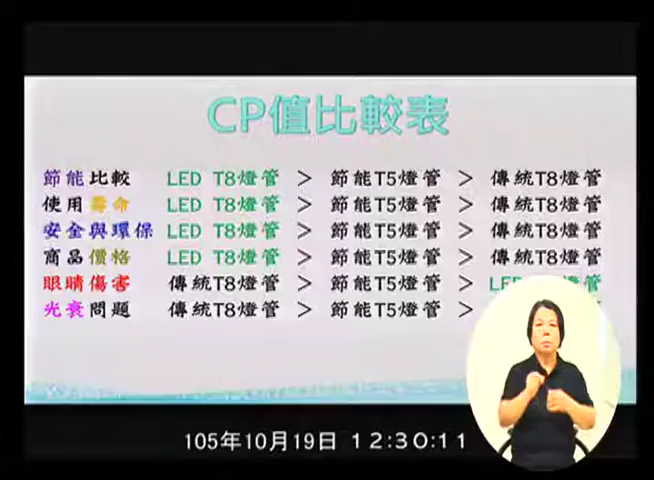 CP值比較表
節能比較 LED T8燈管 > 節能T5燈管 > 傳統T8燈管
使用壽命 LED T8燈管 > 節能T5燈管 > 傳統T8燈管
安全與環保 LED T8燈管 > 節能T5燈管 > 傳統T8燈管
商品價格 LED T8燈管 > 節能T5燈管 > 傳統T8燈管
眼睛傷害 傳統T8燈管 > 節能T5燈管 > LED 燈管
光衰問題 傳統T8燈管 > 節能T5燈管 >
105年10月19日 12:30:11